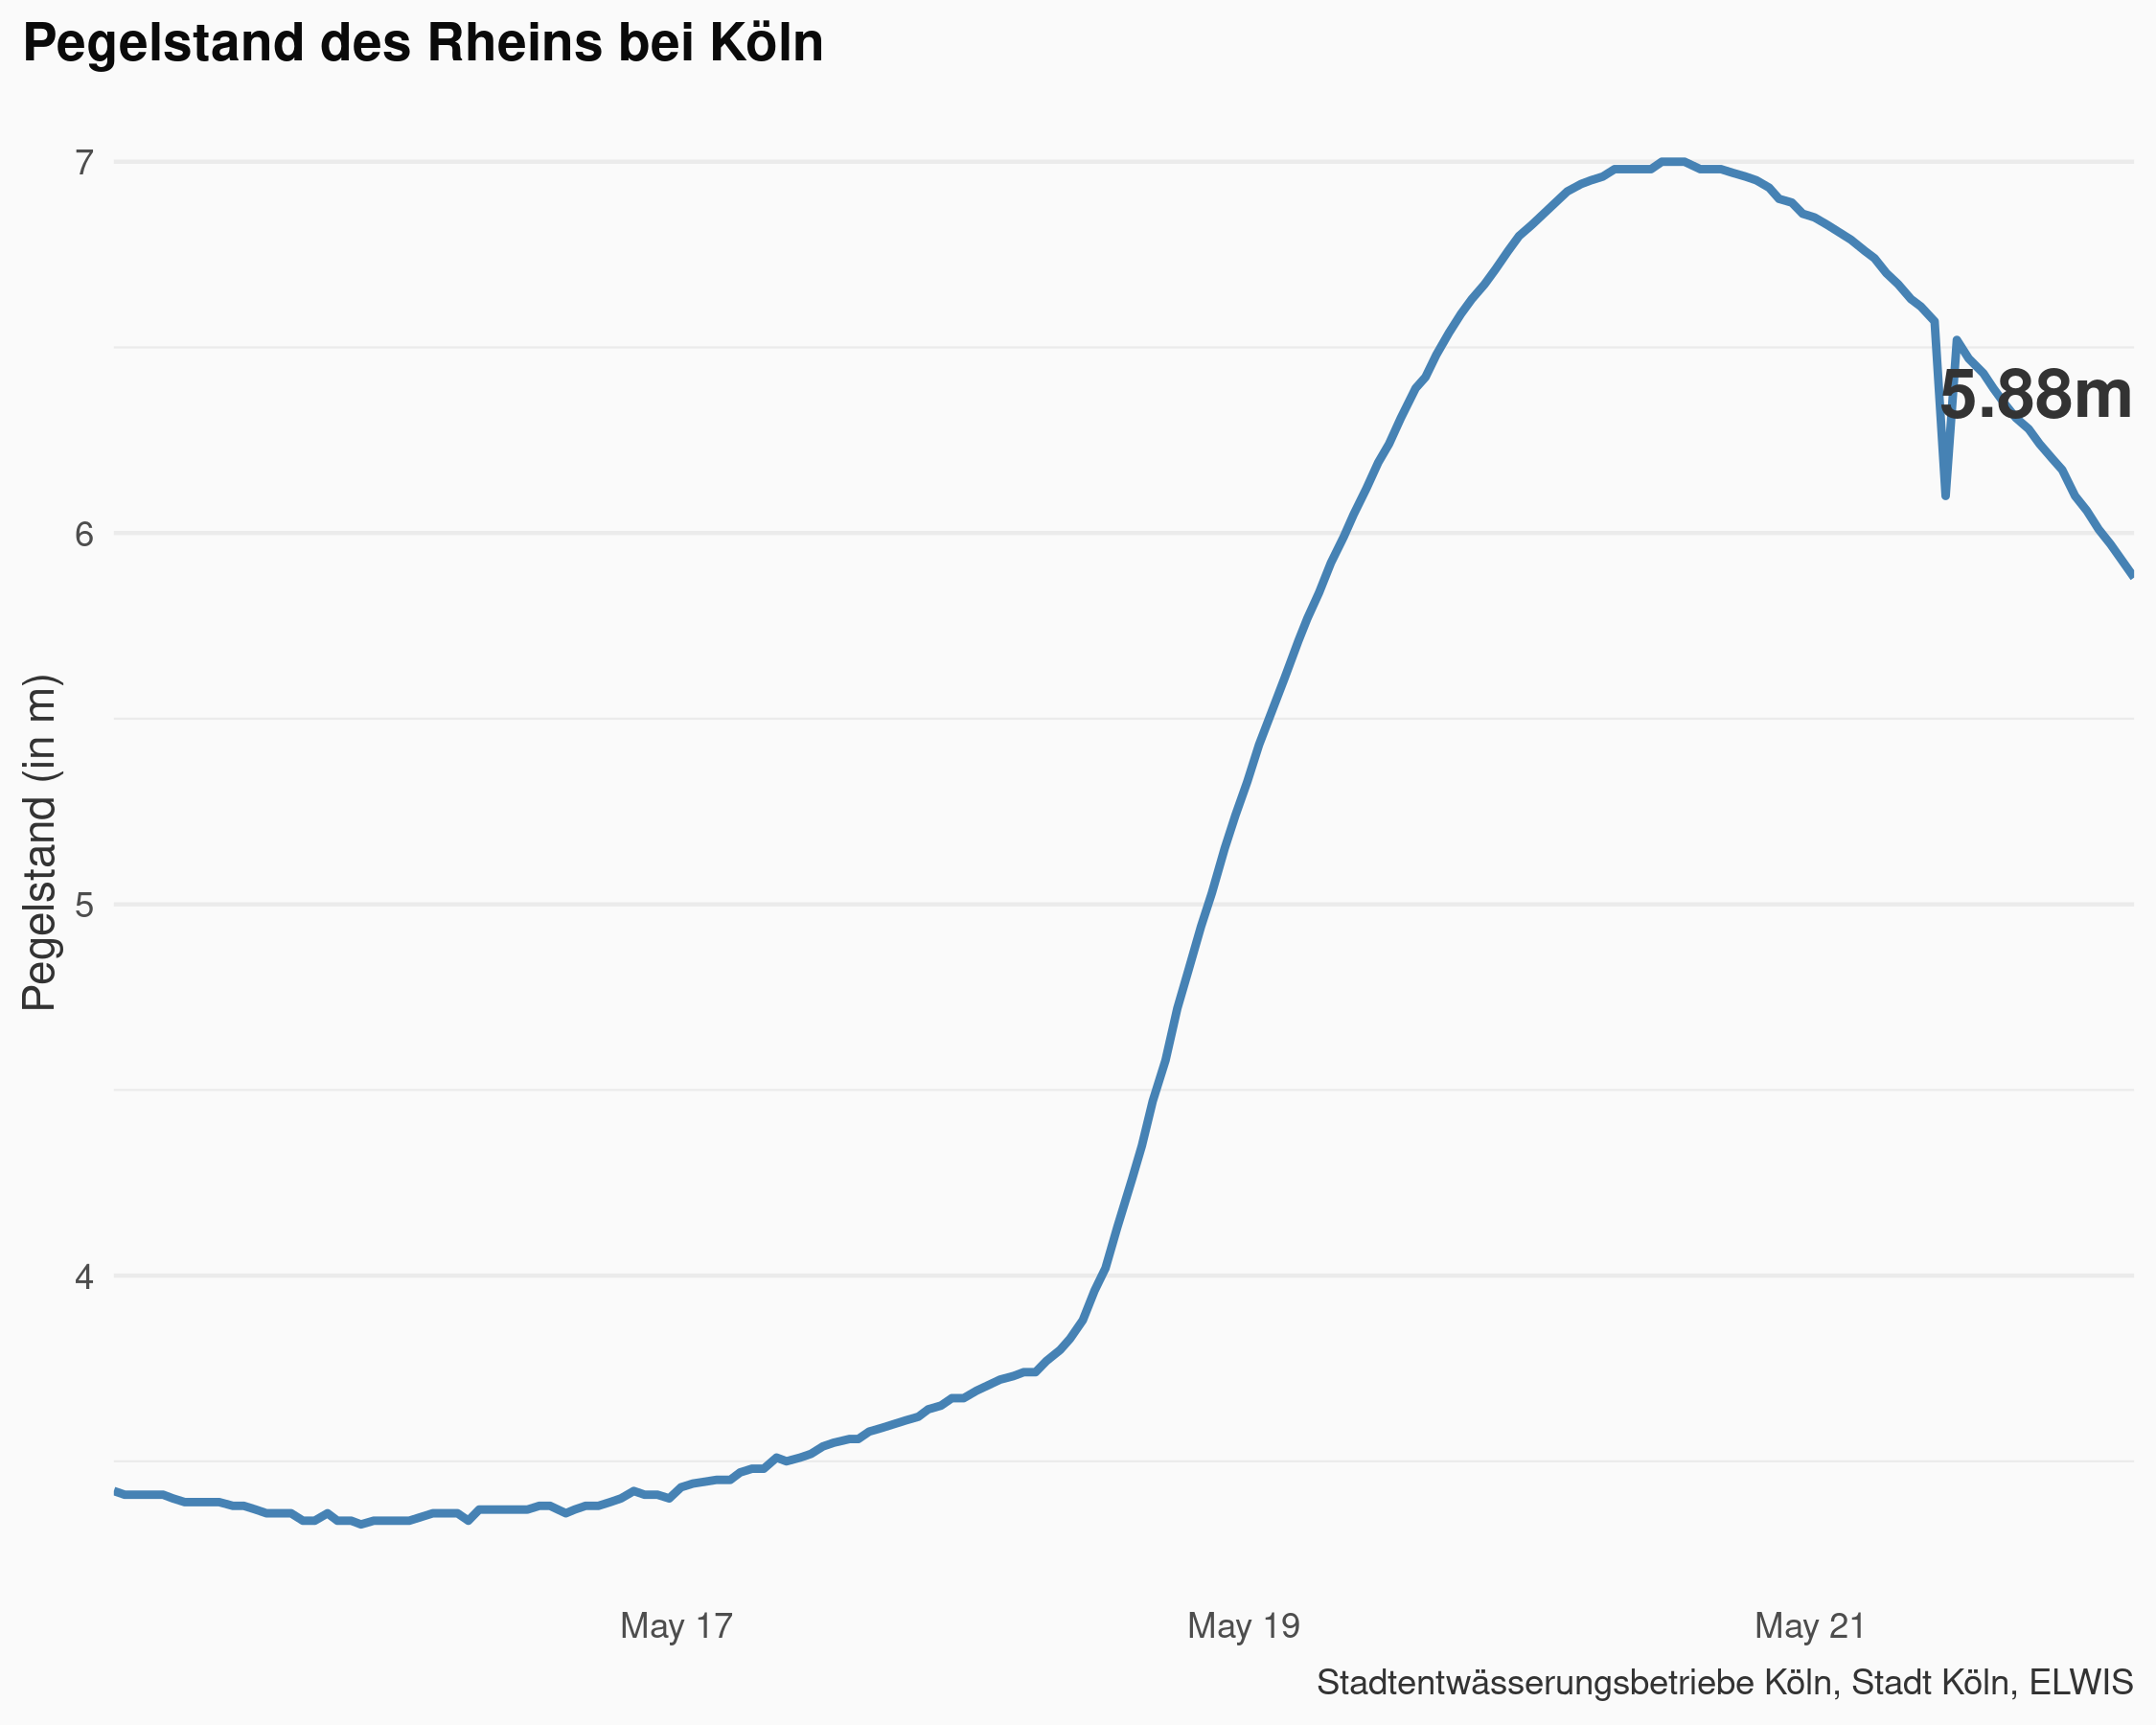 Pegelstand des Rheins bei Köln
Pegelstand (in m)
7
6
5
4
5.88m
May 17
May 19
May 21
Stadtentwässerungsbetriebe Köln, Stadt Köln, ELWIS